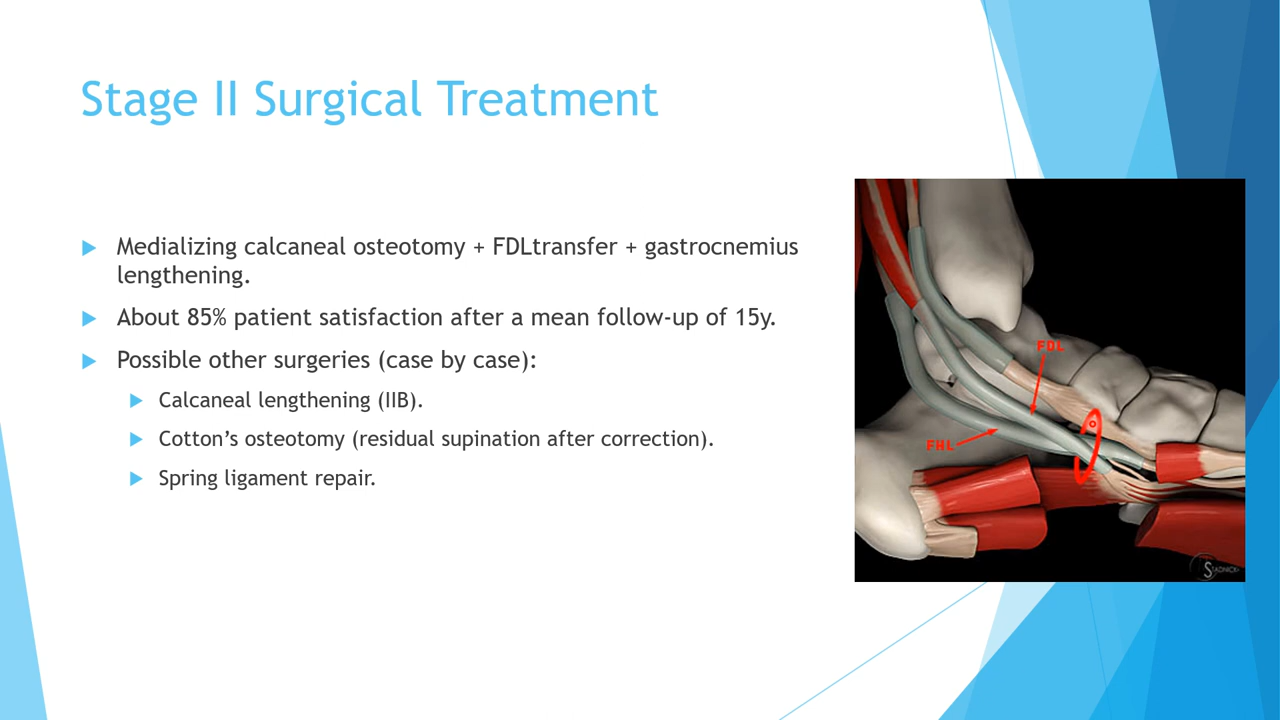 Stage II Surgical Treatment
Medializing calcaneal osteotomy + FDLtransfer + gastrocnemius
lengthening.
About 85% patient satisfaction after a mean follow-up of 15y.
Possible other surgeries (case by case):
Calcaneal lengthening (IIB).
Cotton’s osteotomy (residual supination after correction).
Spring ligament repair.
FDL
FHL